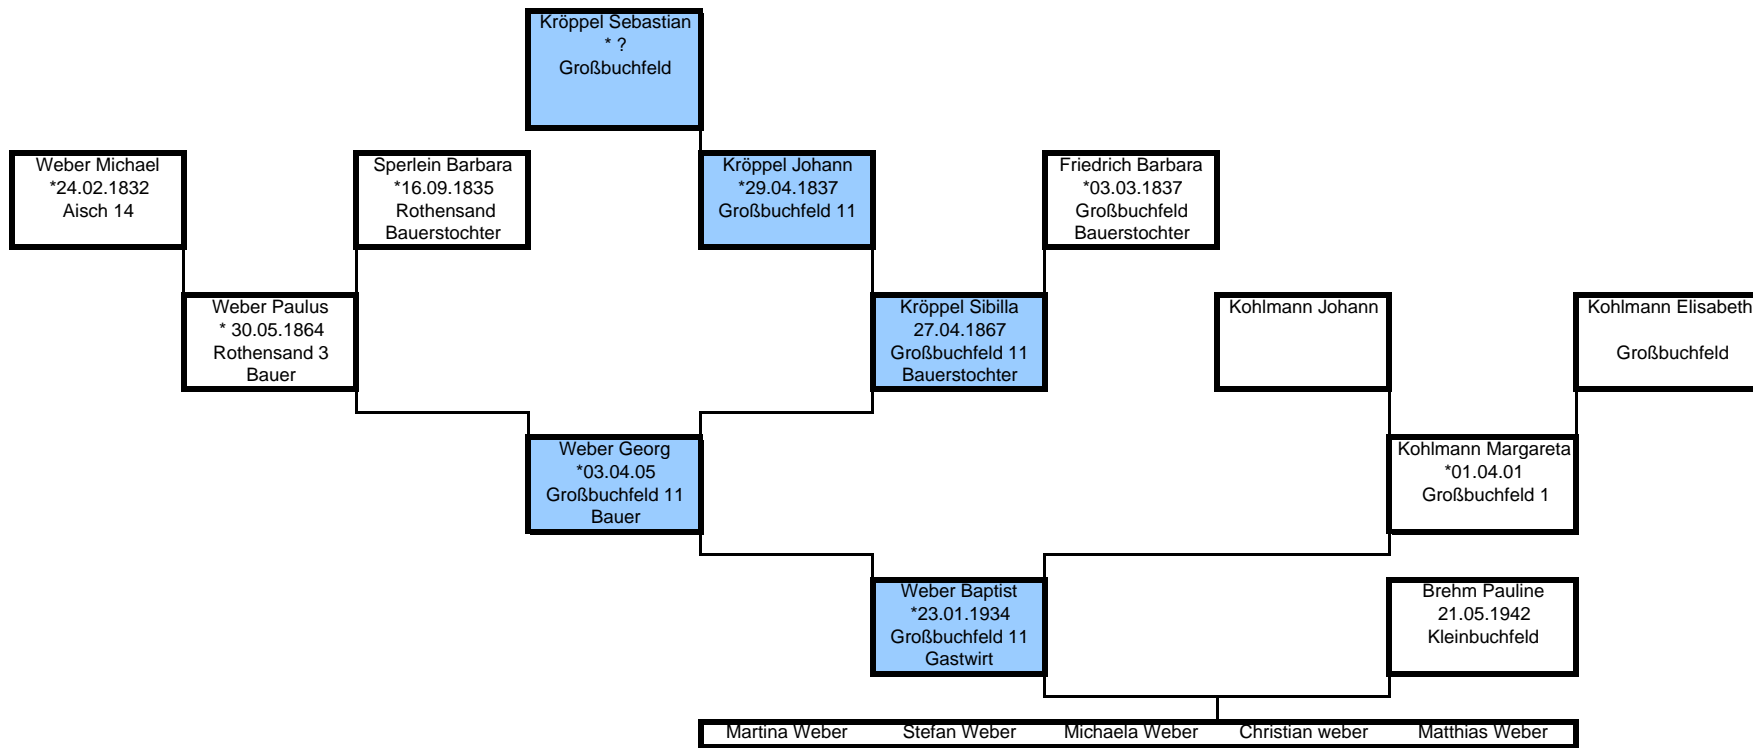 Kröppel Sebastian
* ?
Großbuchfeld
Weber Michael
*24.02.1832
Aisch 14
Sperlein Barbara
*16.09.1835
Rothensand
Bauerstochter
Kröppel Johann
*29.04.1837
Großbuchfeld 11
Friedrich Barbara
*03.03.1837
Großbuchfeld
Bauerstochter
Weber Paulus
* 30.05.1864
Rothensand 3
Bauer
Kröppel Sibilla
27.04.1867
Großbuchfeld 11
Bauerstochter
Kohlmann Johann
Kohlmann Elisabeth
Großbuchfeld
Weber Georg
*03.04.05
Großbuchfeld 11
Bauer
Kohlmann Margareta
*01.04.01
Großbuchfeld 1
Weber Baptist
*23.01.1934
Großbuchfeld 11
Gastwirt
Brehm Pauline
21.05.1942
Kleinbuchfeld
Martina Weber Stefan Weber Michaela Weber Christian weber Matthias Weber